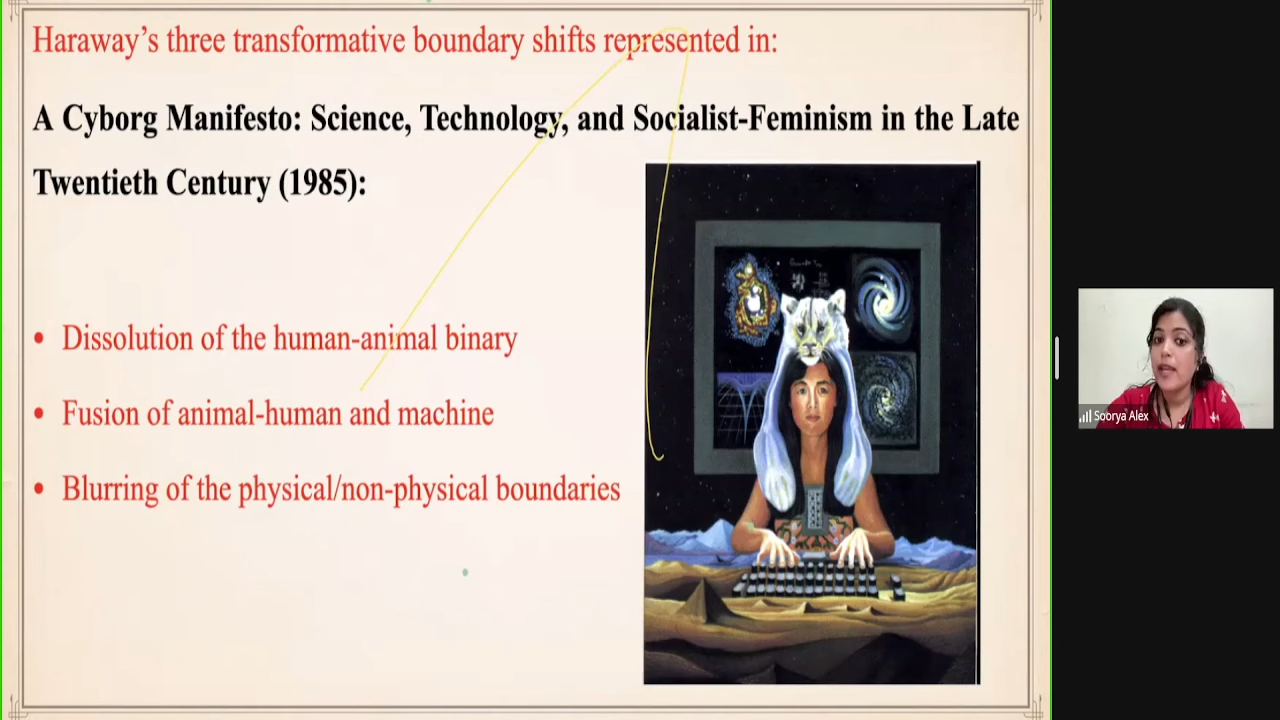 Haraway’s three transformative boundary shifts represented in:
A Cyborg Manifesto: Science, Technology, and Socialist-Feminism in the Late
Twentieth Century (1985):
• Dissolution of the human-animal binary
• Fusion of animal-human and machine
• Blurring of the physical/non-physical boundaries
Soorya Alex